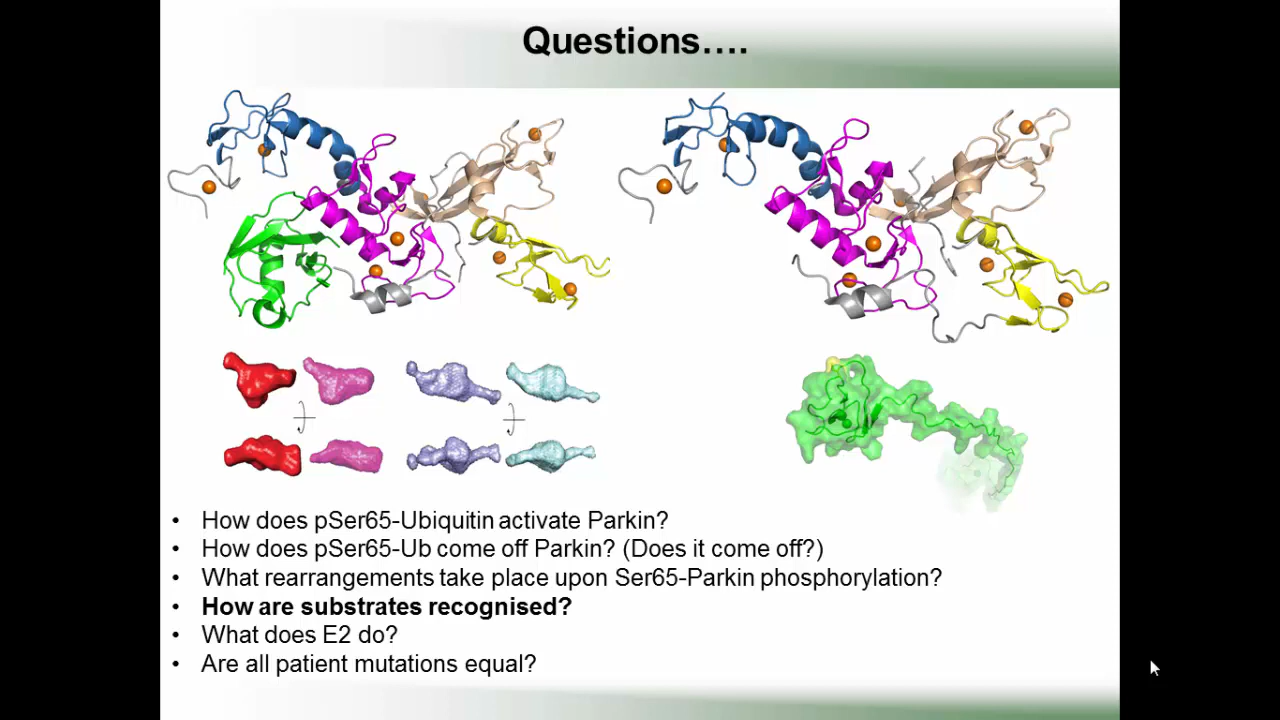 Questions....
• How does pSer65-Ubiquitin activate Parkin?
• How does pSer65-Ub come off Parkin? (Does it come off?)
• What rearrangements take place upon Ser65-Parkin phosphorylation?
• How are substrates recognised?
• What does E2 do?
• Are all patient mutations equal?